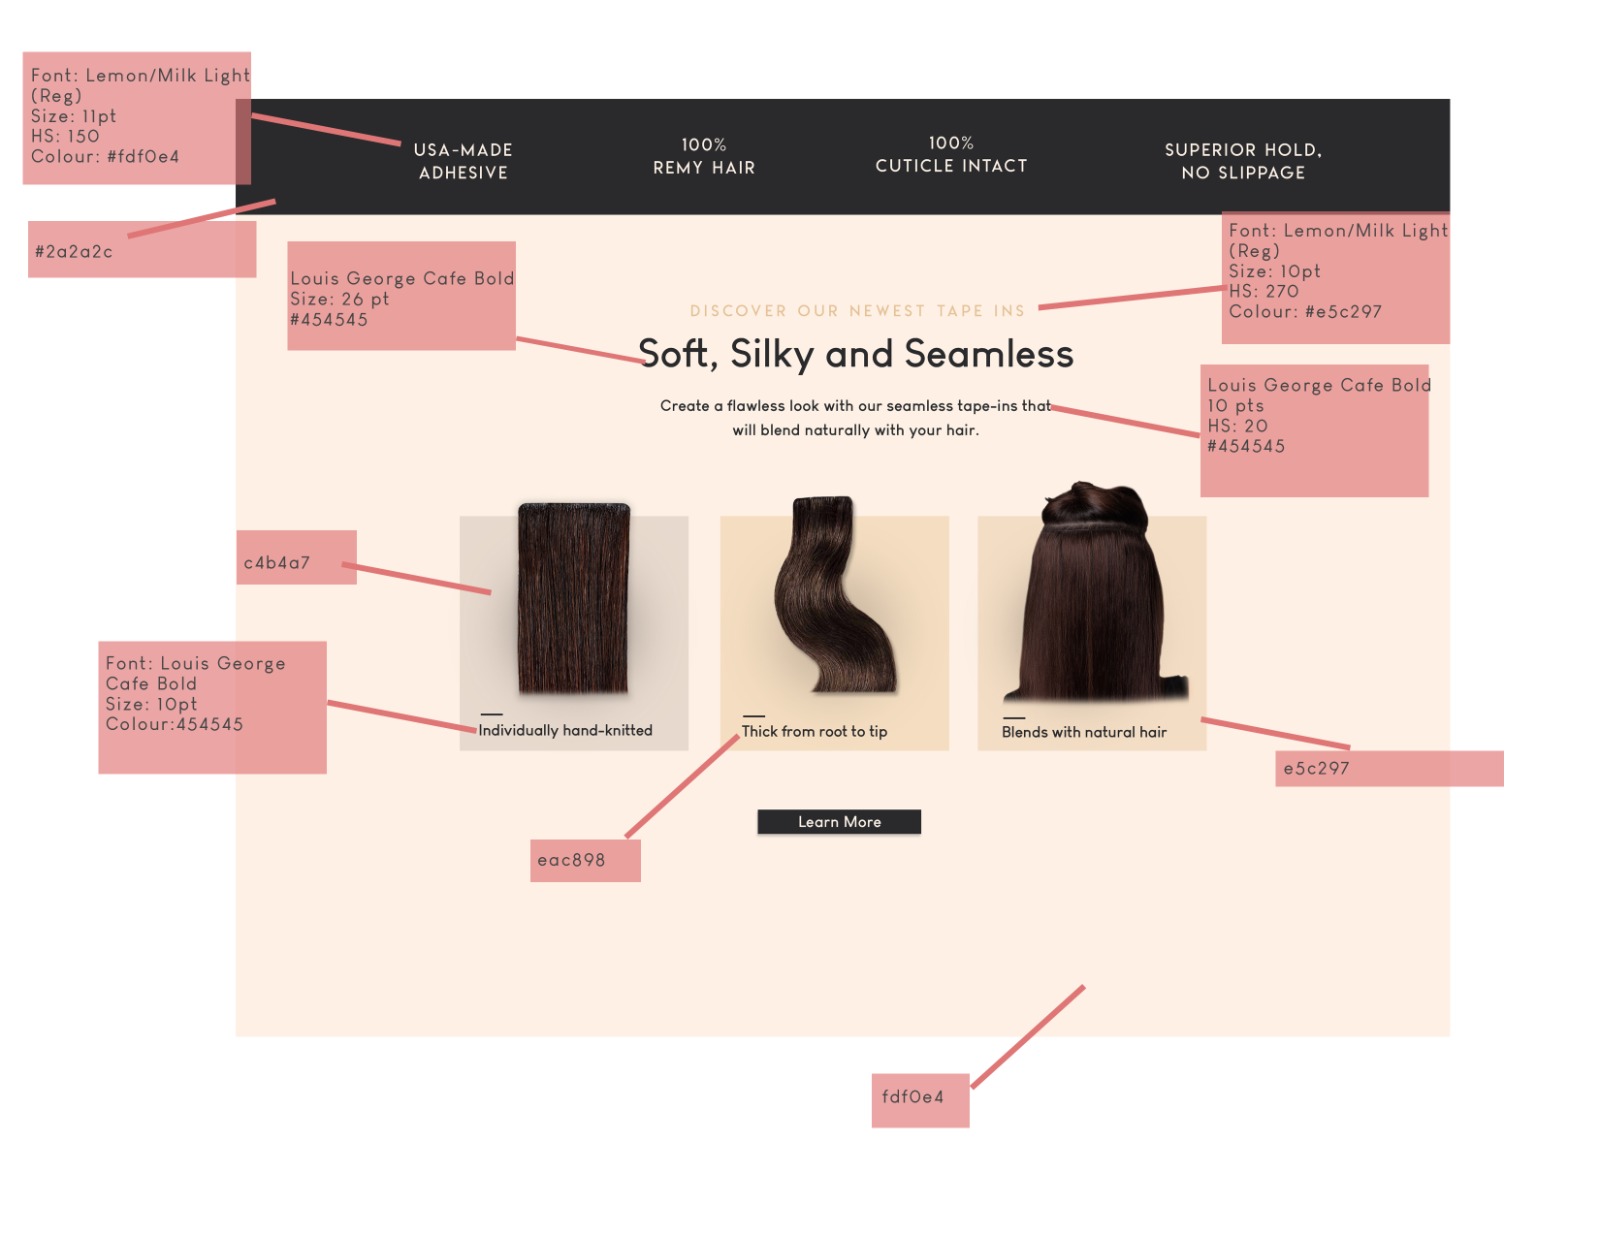 Font: Lemon/Milk Light
(Reg)
Size: 11pt
HS: 150
Colour: #fdf0e4
USA-MADE
ADHESIVE
100%
REMY HAIR
100%
CUTICLE INTACT
SUPERIOR HOLD,
NO SLIPPAGE
#2a2a2c
Font: Lemon/Milk Light
(Reg)
Size: 10pt
HS: 270
Colour: #e5c297
Louis George Cafe Bold
Size: 26 pt
#454545
DISCOVER OUR NEWEST TAPE INS
Soft, Silky and Seamless
Create a flawless look with our seamless tape-ins that
will blend naturally with your hair.
Louis George Cafe Bold
10 pts
HS: 20
#454545
c4b4a7
Font: Louis George
Cafe Bold
Size: 10pt
Colour:454545
Individually hand-knitted
Thick from root to tip
Blends with natural hair
e5c297
Learn More
eac898
fdf0e4